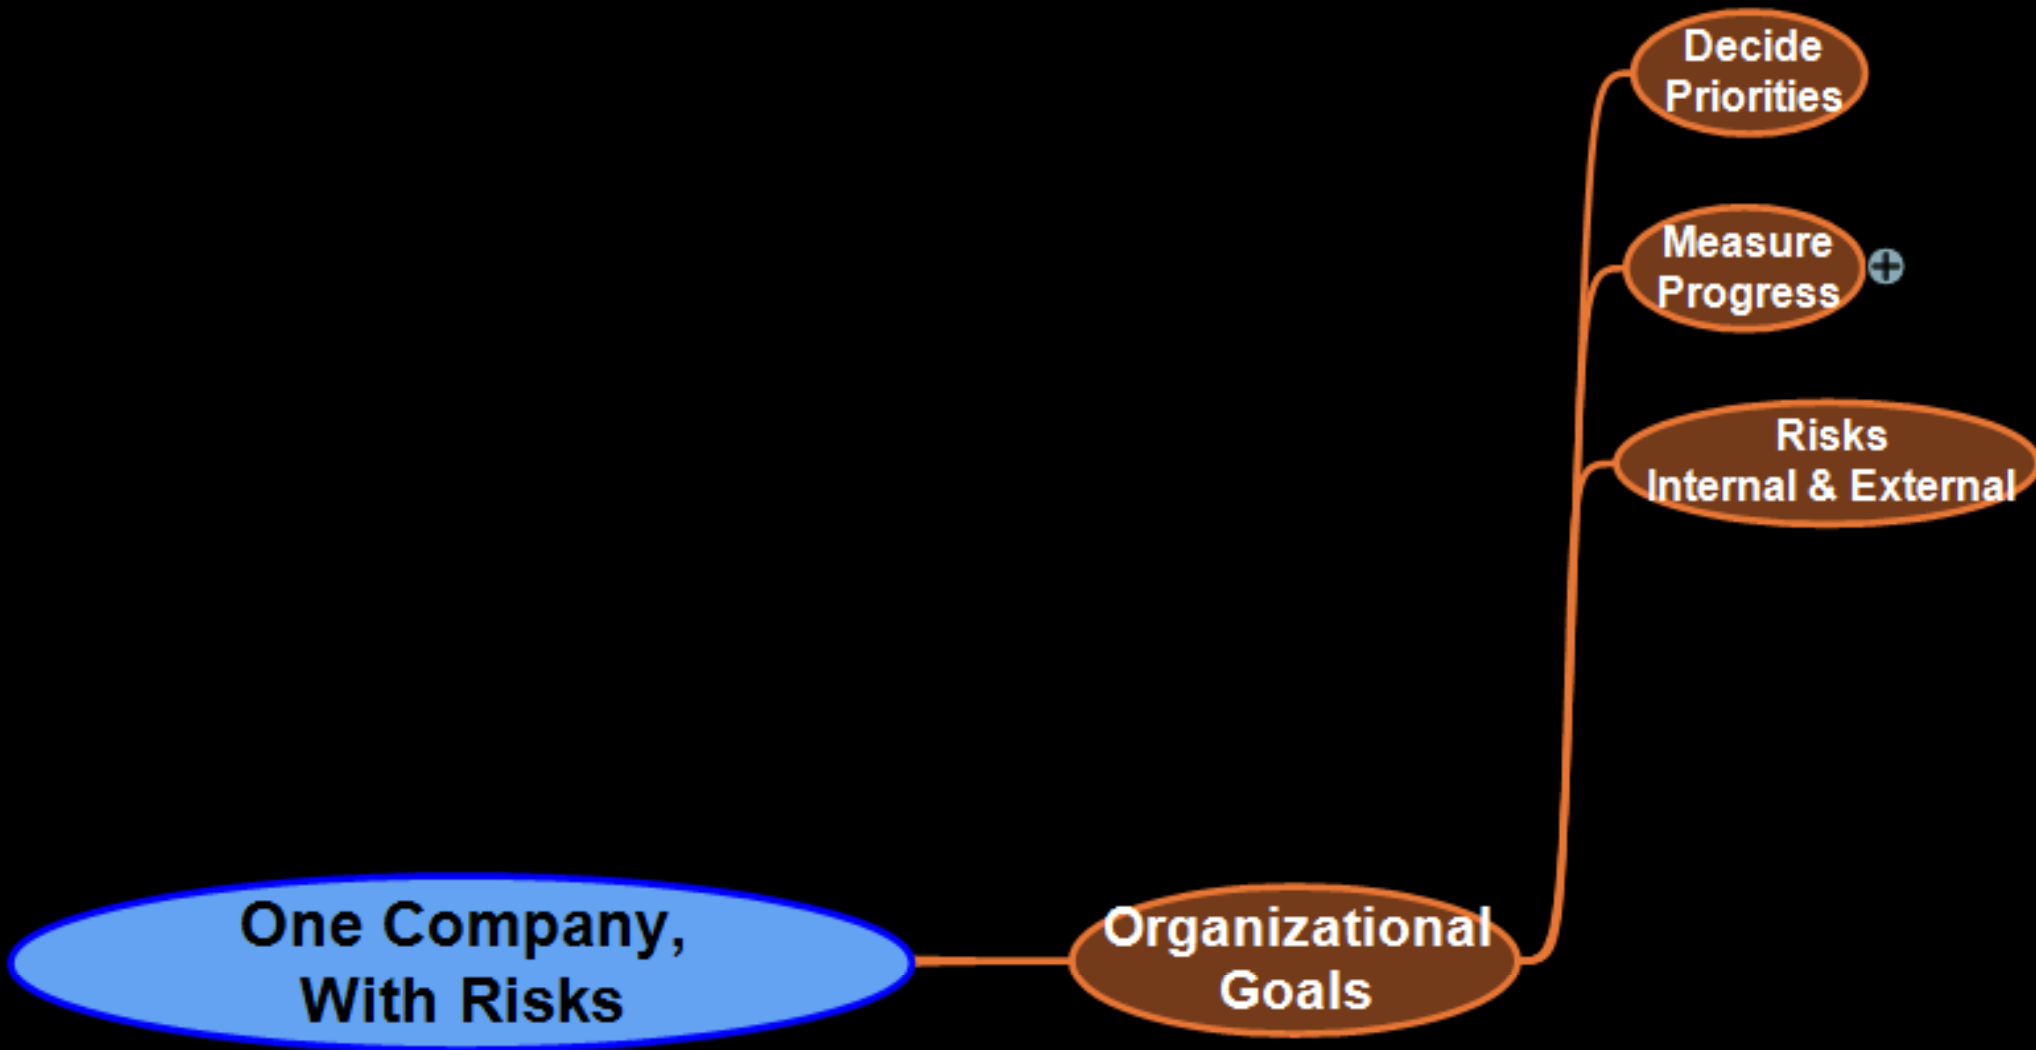 Decide
Priorities
Measure
Progress
Risks
Internal & External
One Company,
With Risks
Organizational
Goals